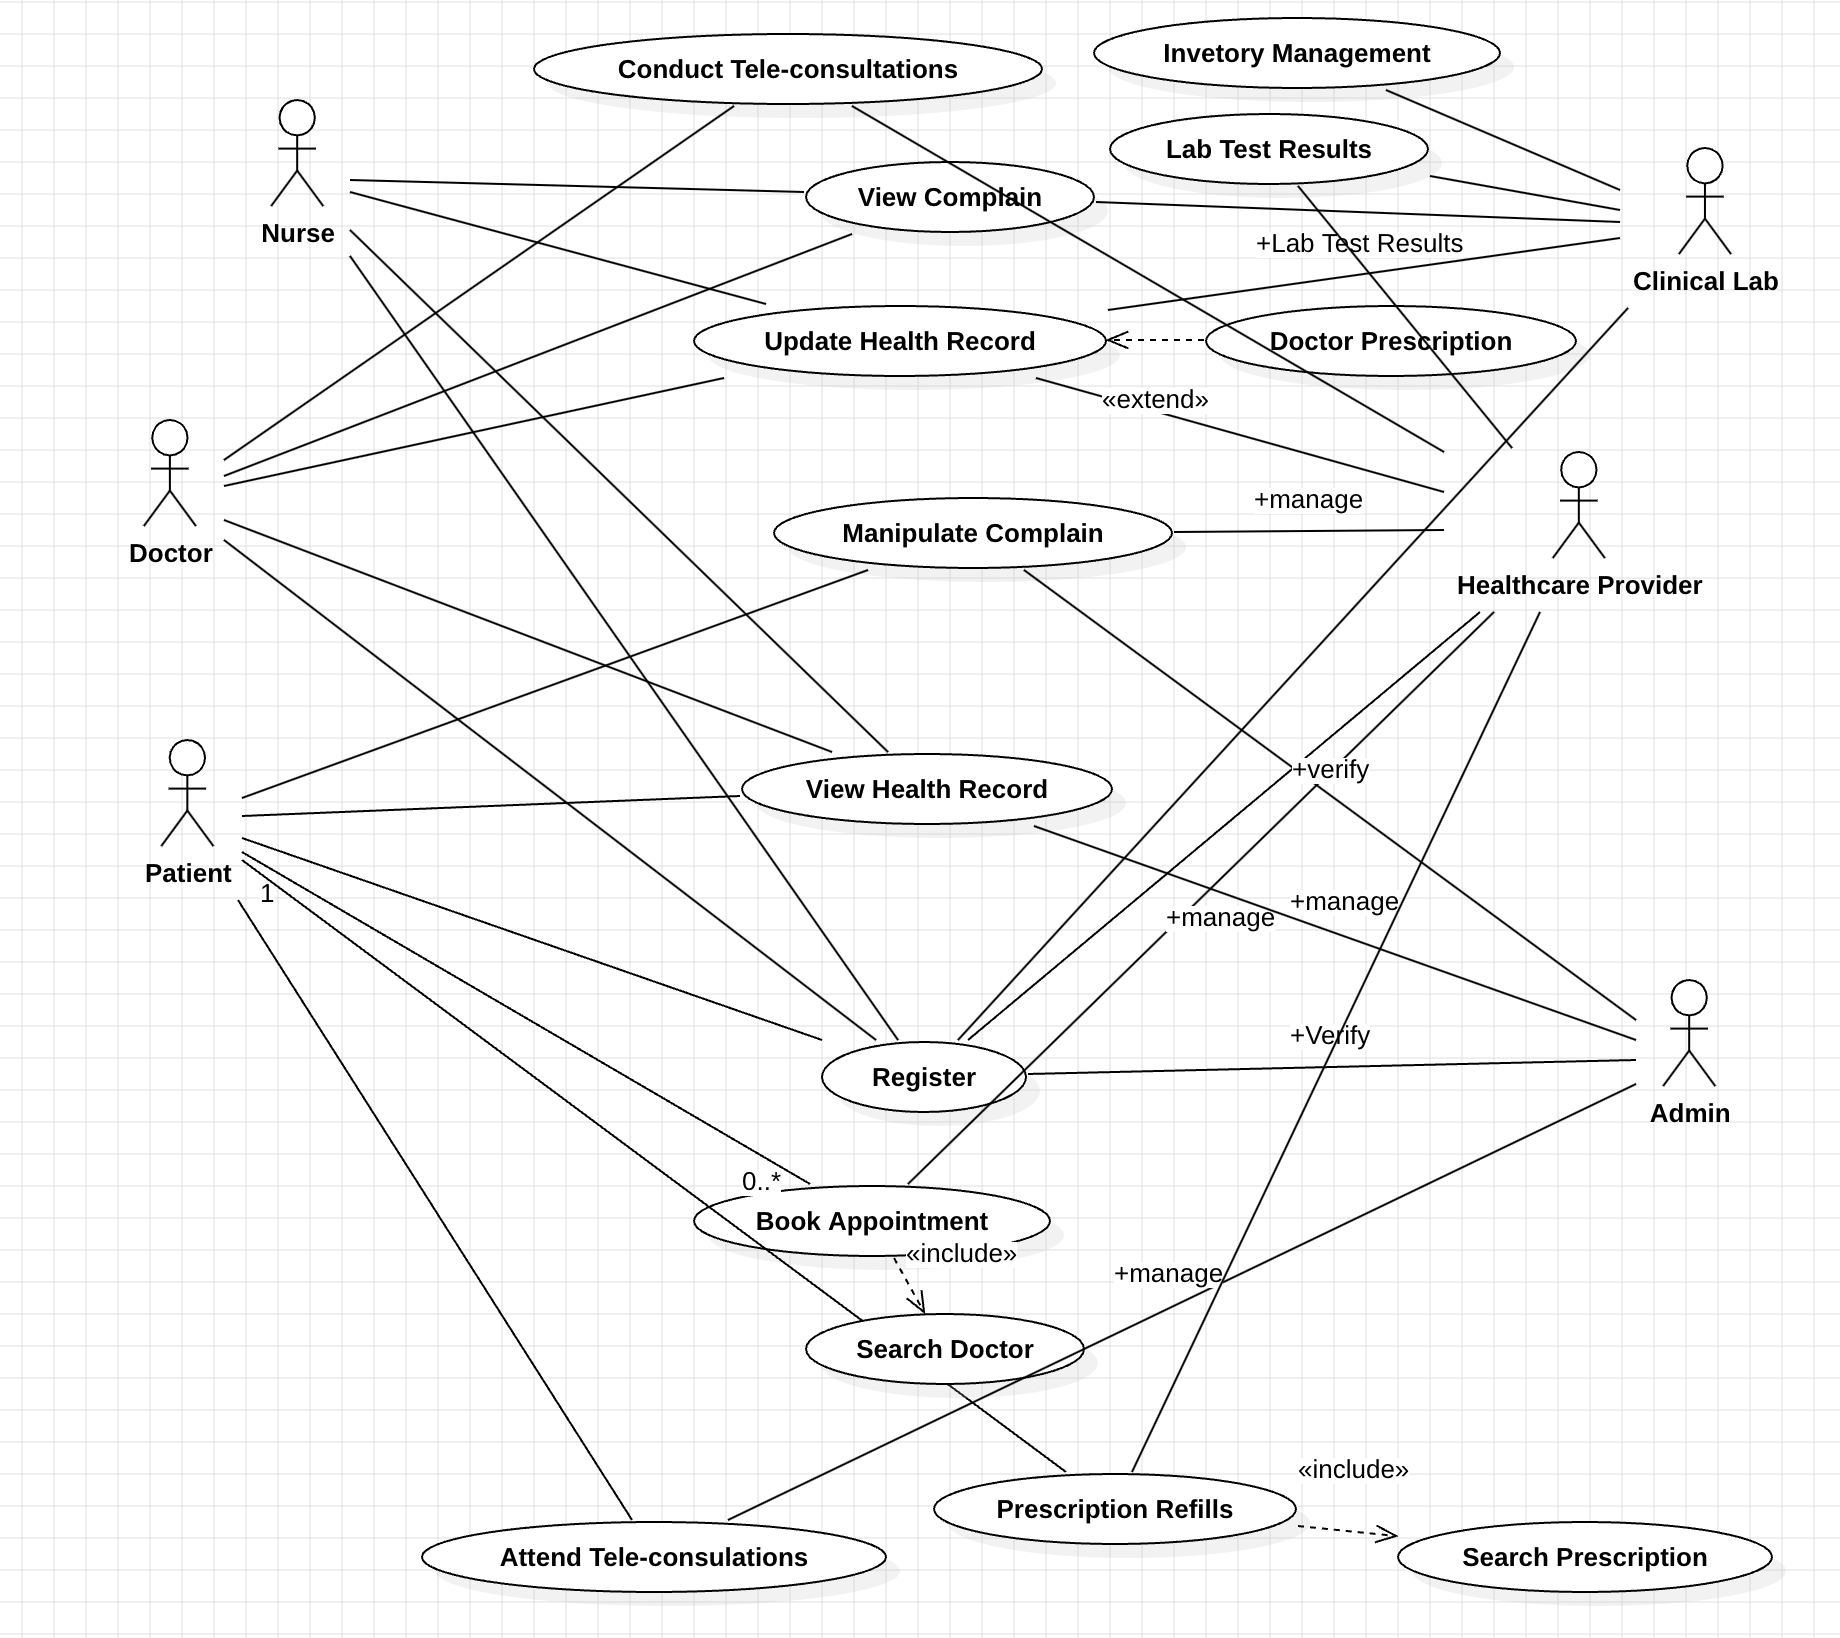 Invetory Management
Conduct Tele-consultations
Lab Test Results
View Complain
Nurse
+Lab Test Results
Clinical Lab
Update Health Record
Doctor Prescription
«extend»
+manage
Manipulate Complain
Doctor
Healthcare Provider
+verify
View Health Record
Patient
1
+manage
+manage
+Verify
Register
Admin
0..*
Book Appointment
«include»
+manage
Search Doctor
«include»
Prescription Refills
Attend Tele-consulations
Search Prescription